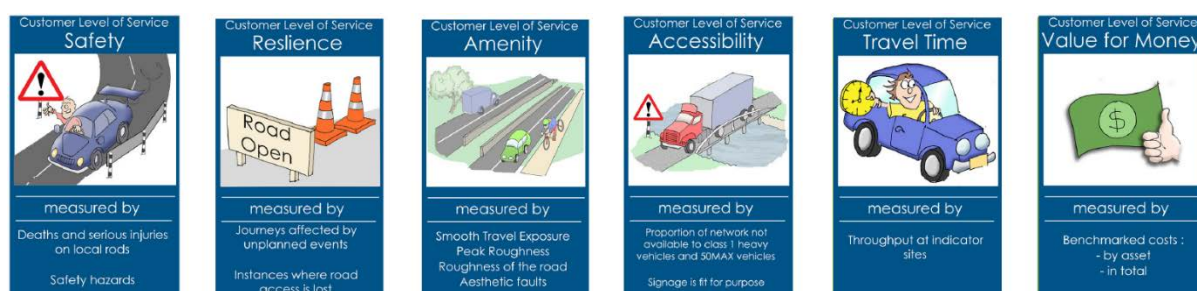 Customer Level of Service
Safety
!
measured by
Deaths and serious injuries
on local rods
Safety hazards
Customer Level of Service
Reslience
Road
Open
measured by
Journeys affected by
unplanned events
Instances where road
access is lost
Customer Level of Service
Amenity
measured by
Smooth Travel Exposure
Peak Roughness
Roughness of the road
Aesthetic faults
Customer Level of Service
Accessibility
!
measured by
Proportion of network not
available to class 1 heavy
vehicles and 50MAX vehicles
Signage is fit for purpose
Customer Level of Service
Travel Time
measured by
Throughput at indicator
sites
Customer Level of Service
Value for Money
$
measured by
Benchmarked costs :
- by asset
- in total